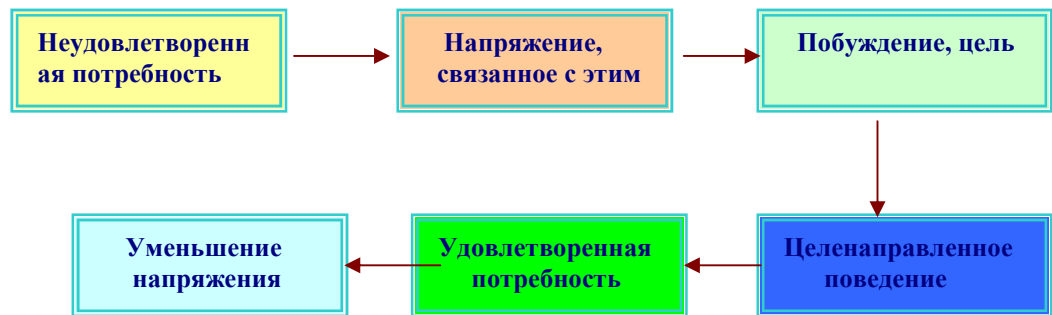 Неудовлетворенн
ая потребность
Напряжение,
связанное с этим
Побуждение, цель
Целенаправленное
поведение
Удовлетворенная
потребность
Уменьшение
напряжения